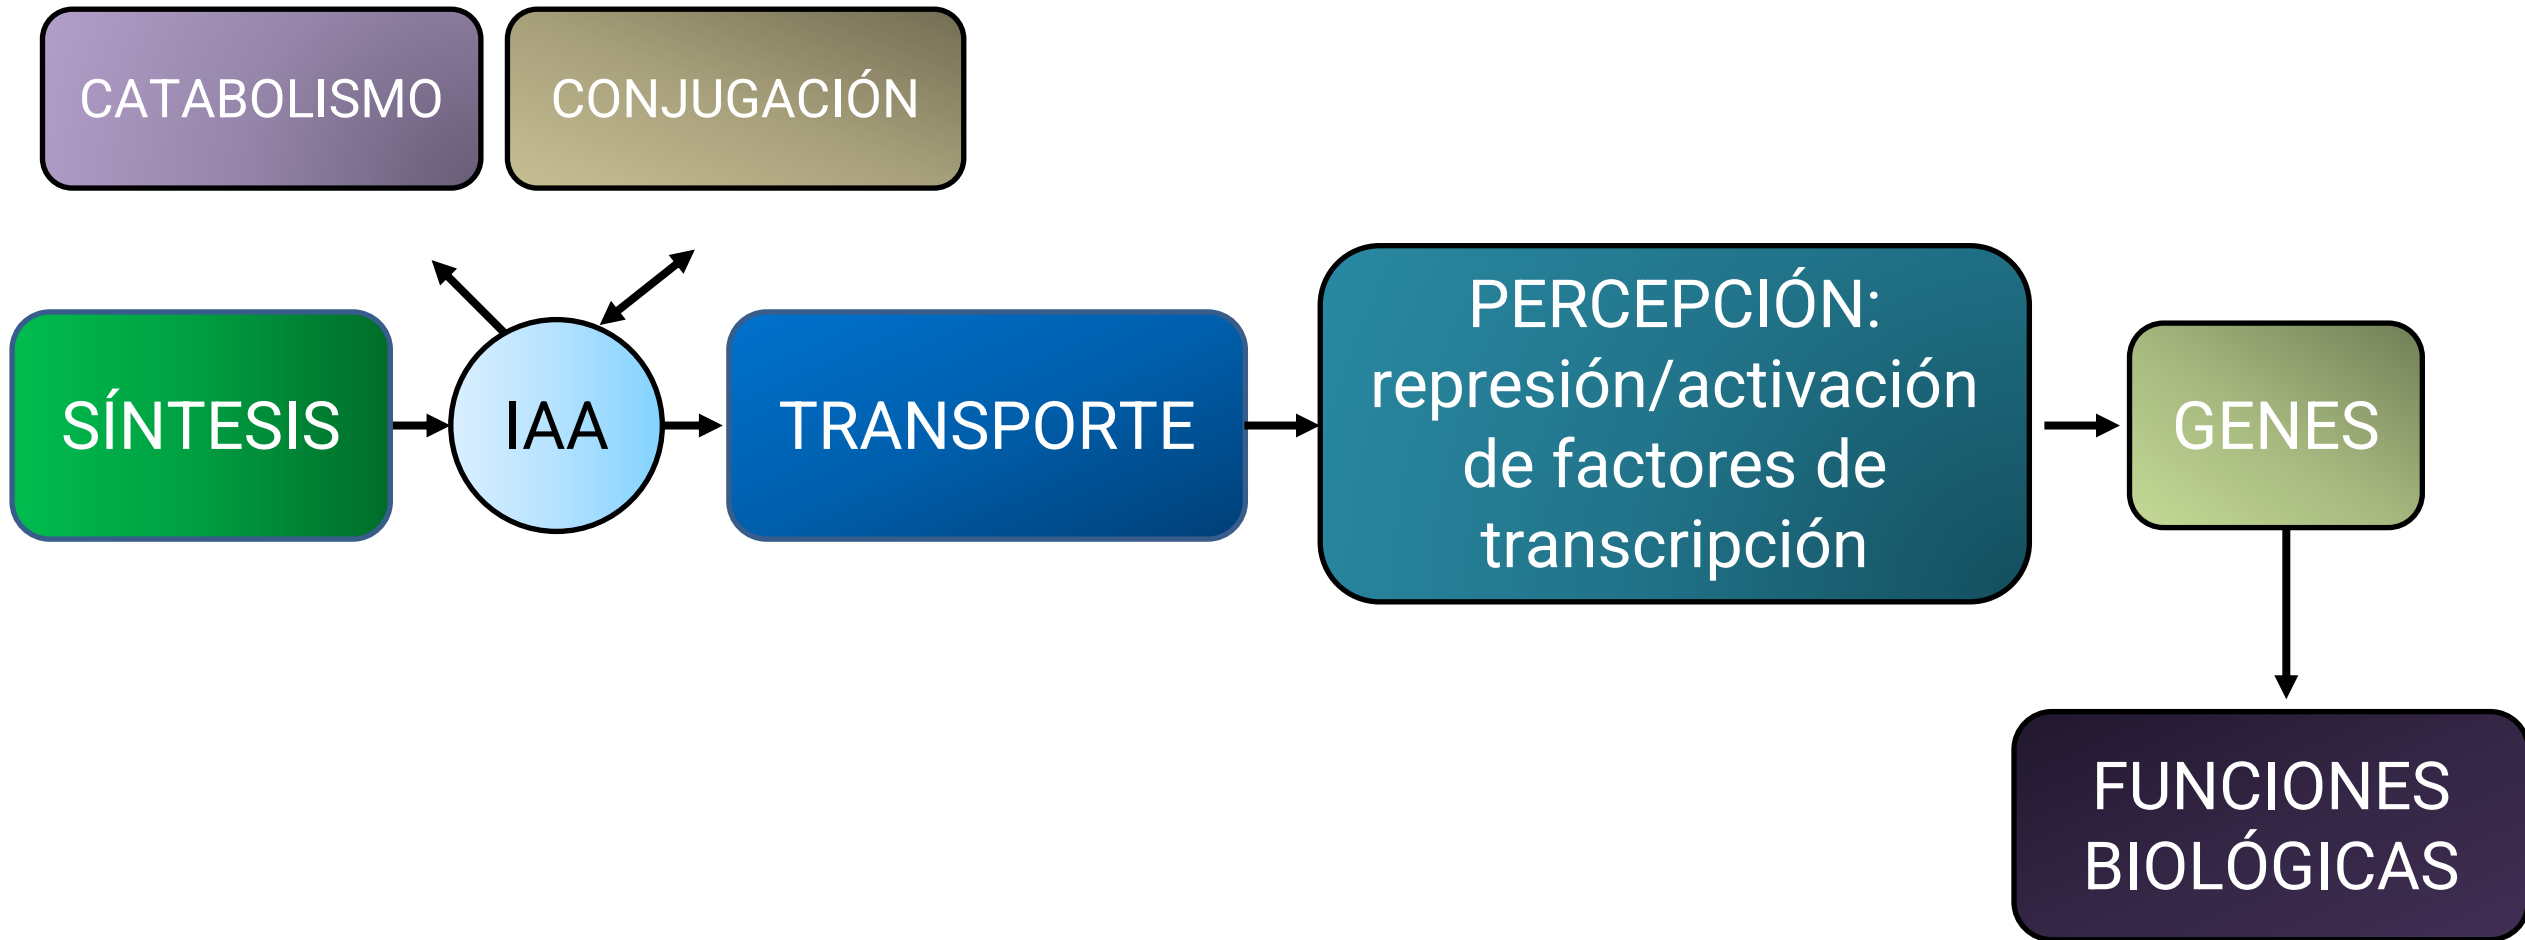 CATABOLISMO
CONJUGACIÓN
SÍNTESIS
IAA
TRANSPORTE
PERCEPCIÓN:
represión/activación
de factores de
transcripción
GENES
FUNCIONES
BIOLÓGICAS